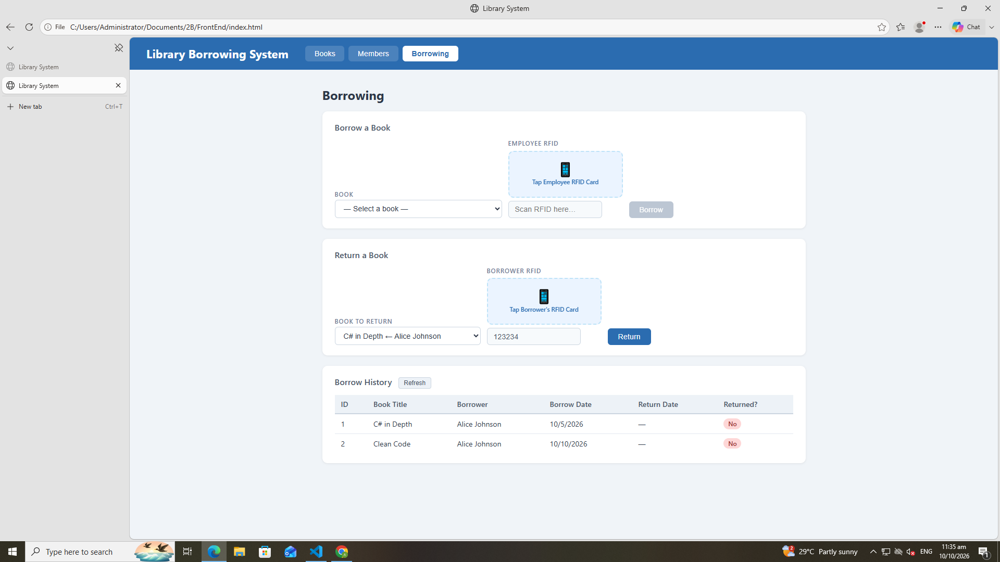 Library System
File C:/Users/Administrator/Documents/2B/FrontEnd/index.html
Chat
Library System
Library System
New tab Ctrl+T
Library Borrowing System Books Members Borrowing
Borrowing
Borrow a Book
EMPLOYEE RFID
Tap Employee RFID Card
BOOK
— Select a book — Scan RFID here... Borrow
Return a Book
BORROWER RFID
Tap Borrower's RFID Card
BOOK TO RETURN
C# in Depth ← Alice Johnson 123234 Return
Borrow History Refresh
ID Book Title Borrower Borrow Date Return Date Returned?
1 C# in Depth Alice Johnson 10/5/2026 — No
2 Clean Code Alice Johnson 10/10/2026 — No
Type here to search
2 29°C Partly sunny ENG 11:35 am
10/10/2026
1